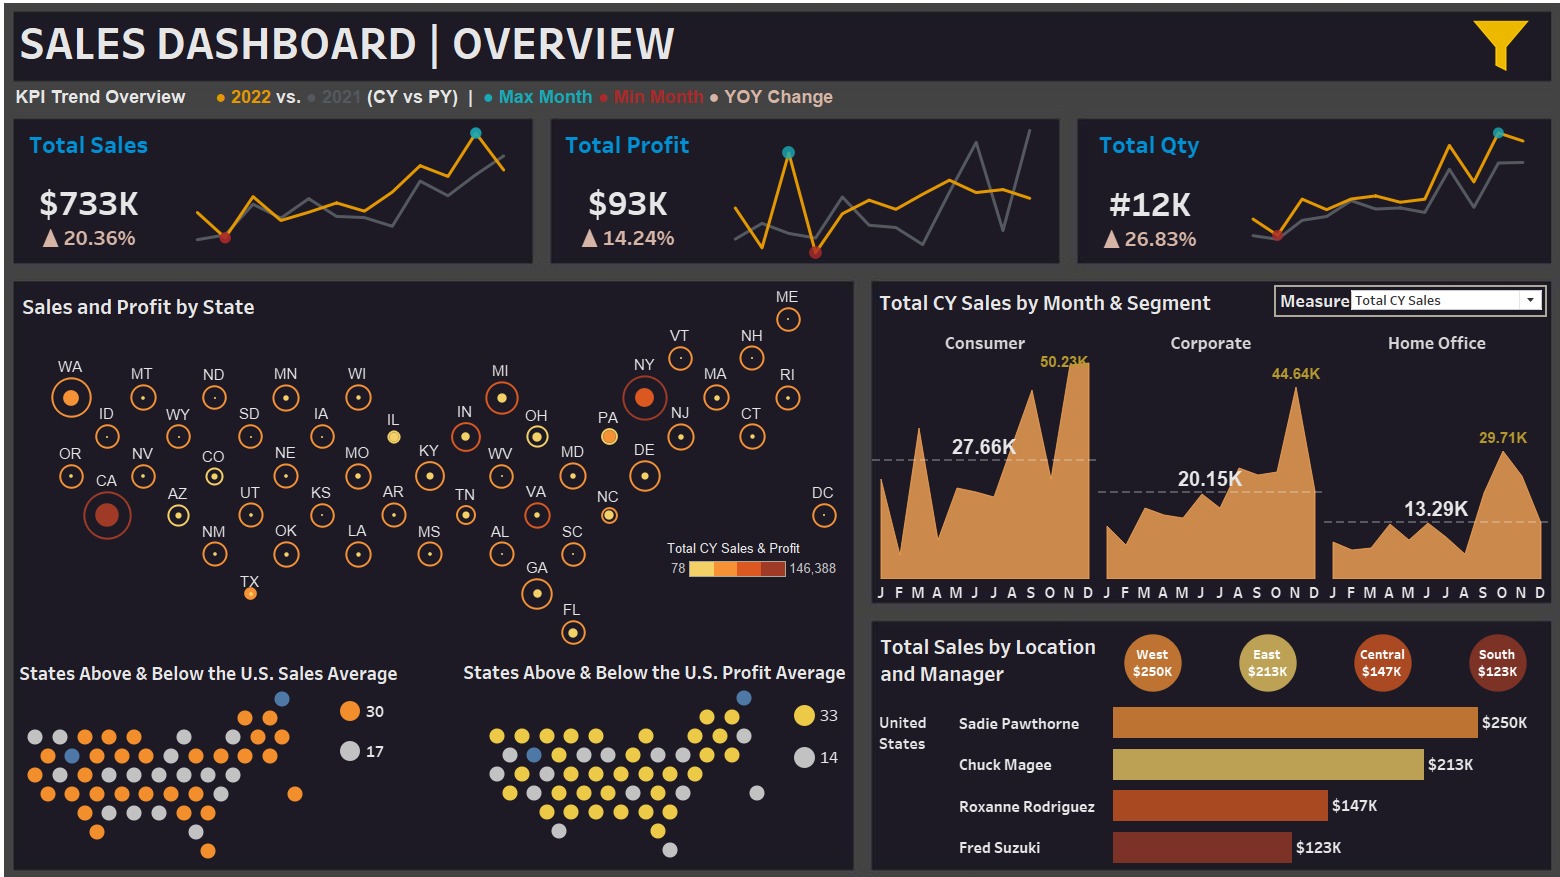 SALES DASHBOARD | OVERVIEW
KPI Trend Overview ● 2022 vs. ● 2021 (CY vs PY) | ● Max Month ● Min Month ● YOY Change
Total Sales
$733K
▲ 20.36%
Total Profit
$93K
▲ 14.24%
Total Qty
#12K
▲ 26.83%
Sales and Profit by State
ME
VT NH
WA MT ND MN WI MI NY MA RI
ID WY SD IA IL IN OH PA NJ CT
OR NV CO NE MO KY WV MD DE
CA AZ UT KS AR TN VA NC DC
NM OK LA MS AL SC
TX GA
FL
Total CY Sales & Profit
78 146,388
States Above & Below the U.S. Sales Average
30
17
States Above & Below the U.S. Profit Average
33
14
Total CY Sales by Month & Segment
Measure Total CY Sales
Consumer Corporate Home Office
50.23K
44.64K
29.71K
27.66K
20.15K
13.29K
J F M A M J J A S O N D J F M A M J J A S O N D J F M A M J J A S O N D
Total Sales by Location
and Manager
West
$250K
East
$213K
Central
$147K
South
$123K
United
States
Sadie Pawthorne $250K
Chuck Magee $213K
Roxanne Rodriguez $147K
Fred Suzuki $123K